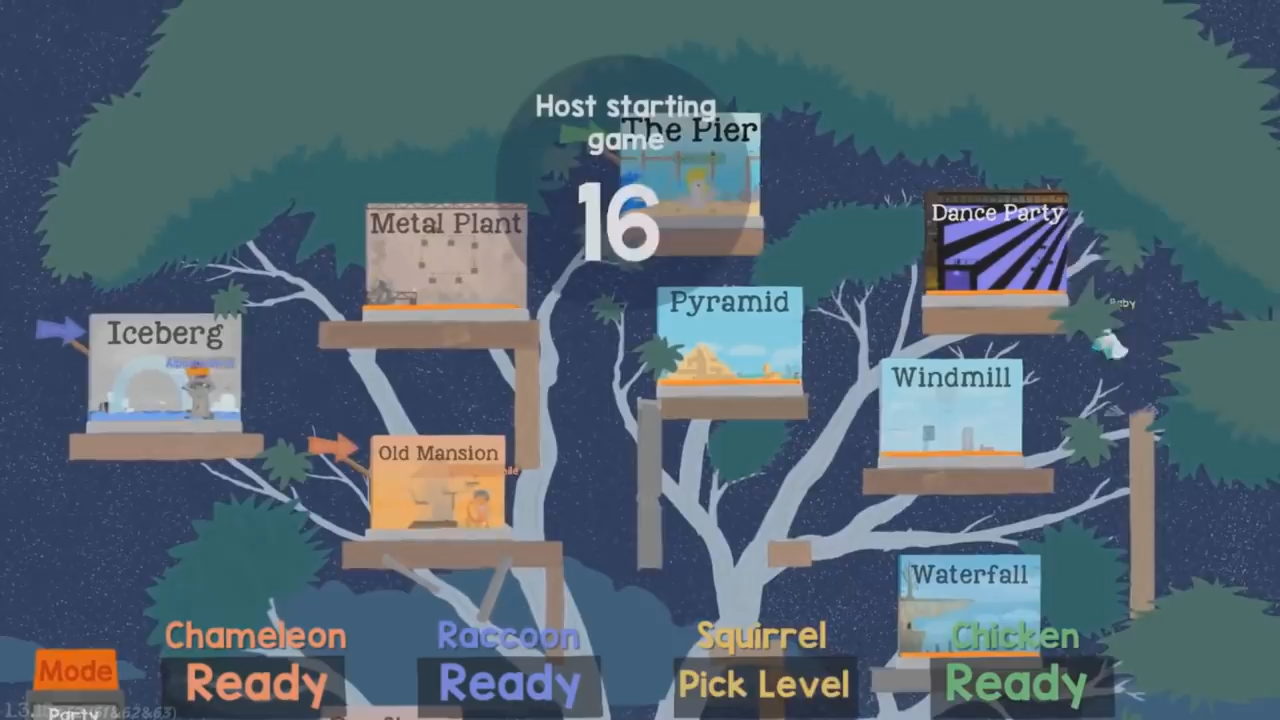 Host starting
game
16
The Pier
Metal Plant
Dance Party
Pyramid
Iceberg
Windmill
Old Mansion
Waterfall
Chameleon
Ready
Raccoon
Ready
Squirrel
Pick Level
Chicken
Ready
Mode
Party